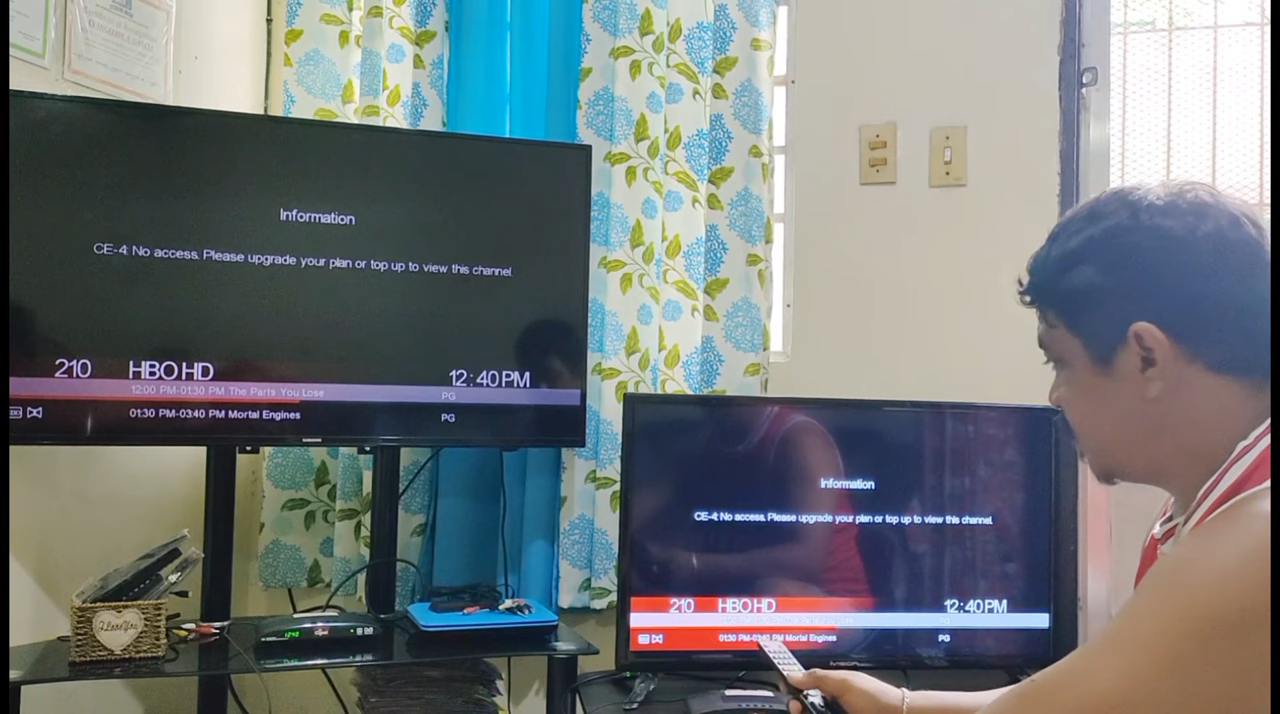 Information
CE-4: No access. Please upgrade your plan or top up to view this channel.
210 HBO HD 12:40 PM
12:00 PM-01:30 PM The Parts You Lose PG
01:30 PM-03:40 PM Mortal Engines PG
I Love You
1240
Information
CE-4: No access. Please upgrade your plan or top up to view this channel.
210 HBO HD 12:40 PM
PG
01:30 PM-03:40 PM Mortal Engines PG